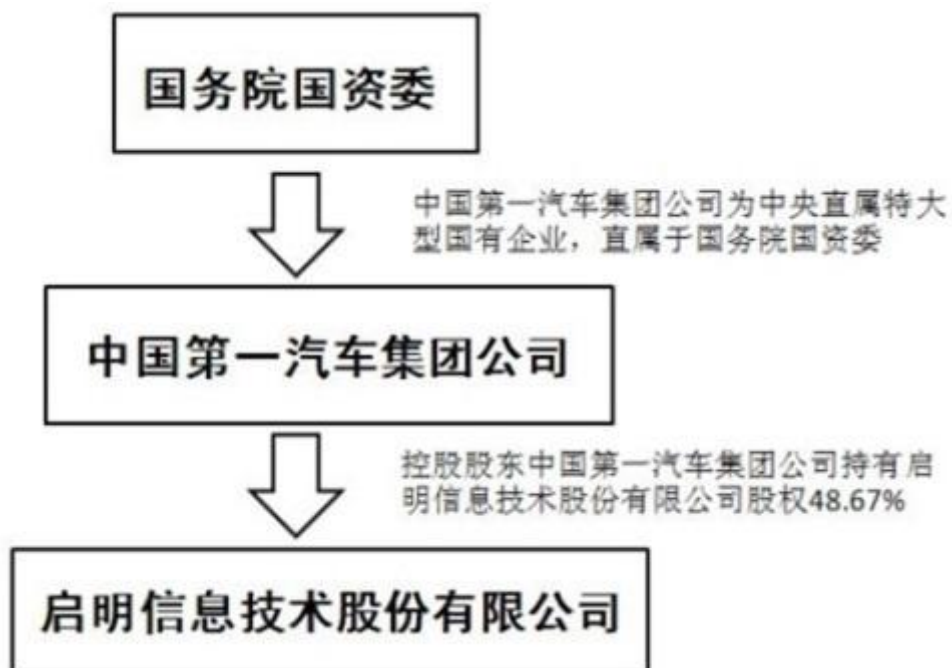 国务院国资委
中国第一汽车集团公司为中央直属特大
型国有企业，直属于国务院国资委
中国第一汽车集团公司
控股股东中国第一汽车集团公司持有启
明信息技术股份有限公司股权48.67%
启明信息技术股份有限公司